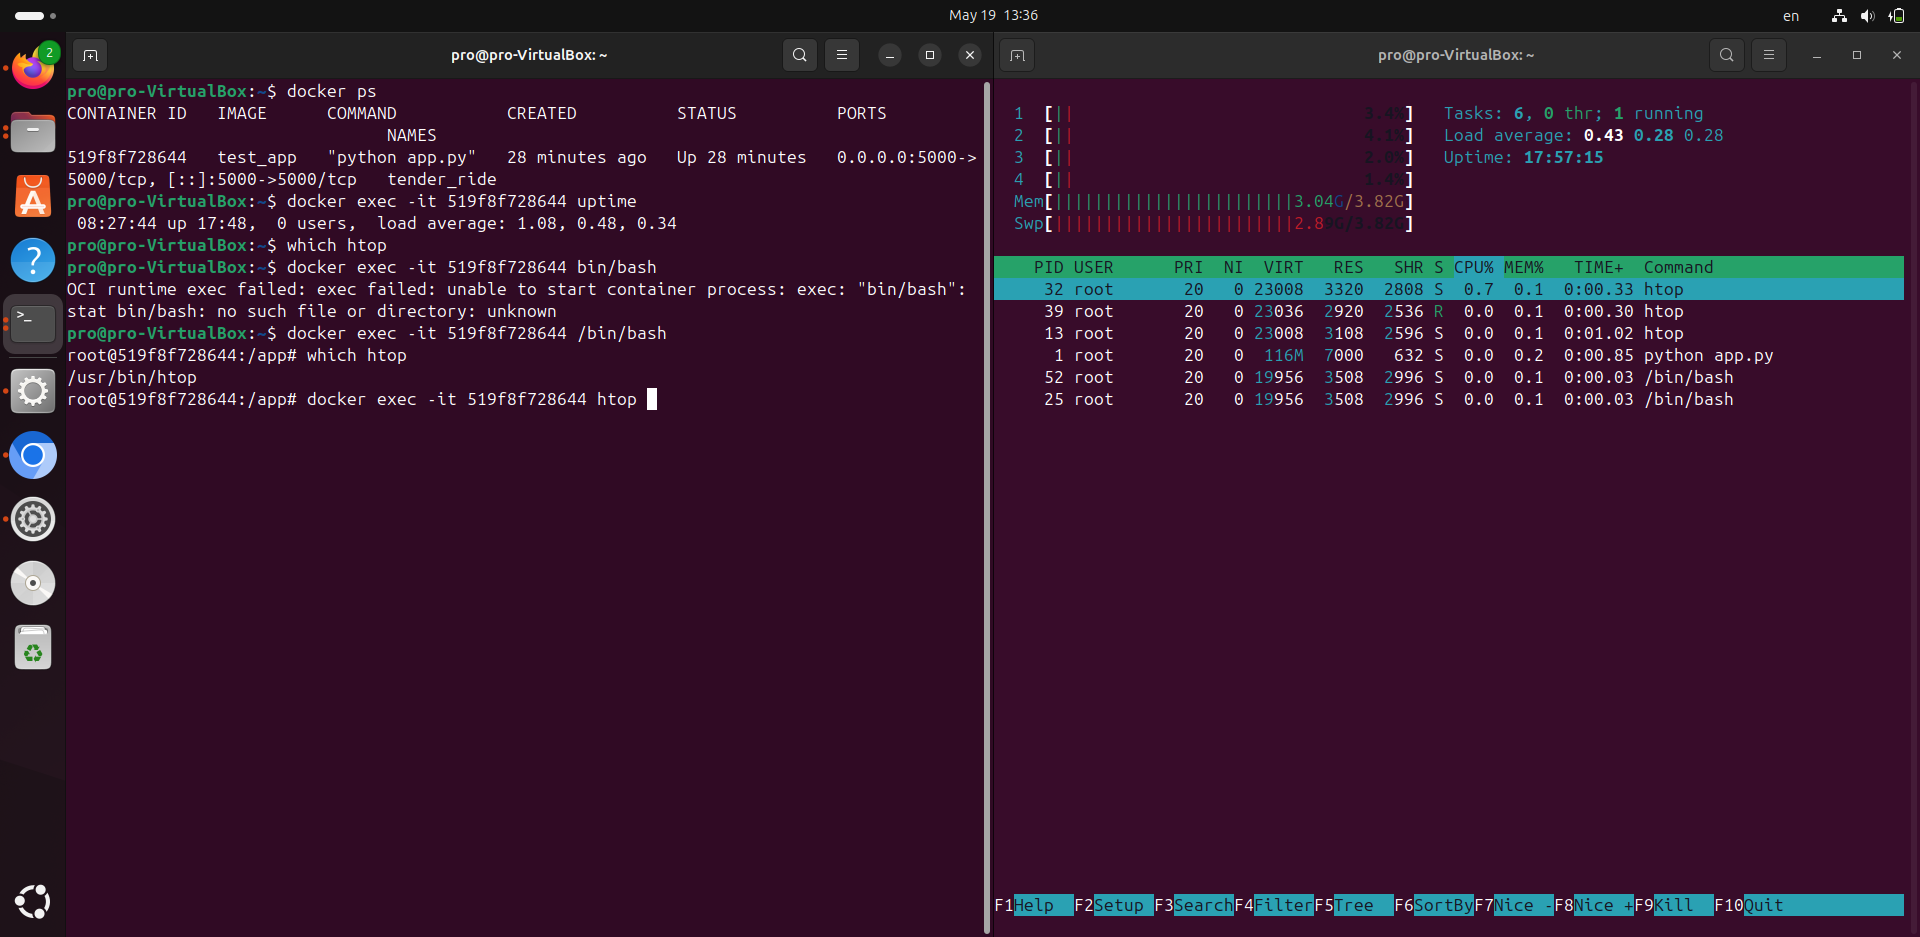 May 19 13:36
en
2
pro@pro-VirtualBox: ~
pro@pro-VirtualBox:~$ docker ps
CONTAINER ID   IMAGE      COMMAND           CREATED          STATUS          PORTS
NAMES
519f8f728644   test_app   "python app.py"   28 minutes ago   Up 28 minutes   0.0.0.0:5000->
5000/tcp, [::]:5000->5000/tcp   tender_ride
pro@pro-VirtualBox:~$ docker exec -it 519f8f728644 uptime
08:27:44 up 17:48,  0 users,  load average: 1.08, 0.48, 0.34
pro@pro-VirtualBox:~$ which htop
pro@pro-VirtualBox:~$ docker exec -it 519f8f728644 bin/bash
OCI runtime exec failed: exec failed: unable to start container process: exec: "bin/bash":
stat bin/bash: no such file or directory: unknown
pro@pro-VirtualBox:~$ docker exec -it 519f8f728644 /bin/bash
root@519f8f728644:/app# which htop
/usr/bin/htop
root@519f8f728644:/app# docker exec -it 519f8f728644 htop
pro@pro-VirtualBox: ~
1  [|| 3.4%]   Tasks: 6, 0 thr; 1 running
2  [|| 4.1%]   Load average: 0.43 0.28 0.28
3  [|| 2.0%]   Uptime: 17:57:15
4  [|| 1.4%]
Mem[||||||||||||||||||||||||3.04G/3.82G]
Swp[||||||||||||||||||||||||2.8 G/3.82G]
PID USER      PRI  NI  VIRT   RES   SHR S CPU% MEM%   TIME+  Command
32 root       20   0 23008  3320  2808 S  0.7  0.1  0:00.33 htop
39 root       20   0 23036  2920  2536 R  0.0  0.1  0:00.30 htop
13 root       20   0 23008  3108  2596 S  0.0  0.1  0:01.02 htop
1 root       20   0  116M  7000   632 S  0.0  0.2  0:00.85 python app.py
52 root       20   0 19956  3508  2996 S  0.0  0.1  0:00.03 /bin/bash
25 root       20   0 19956  3508  2996 S  0.0  0.1  0:00.03 /bin/bash
F1Help  F2Setup F3SearchF4FilterF5Tree  F6SortByF7Nice -F8Nice +F9Kill  F10Quit